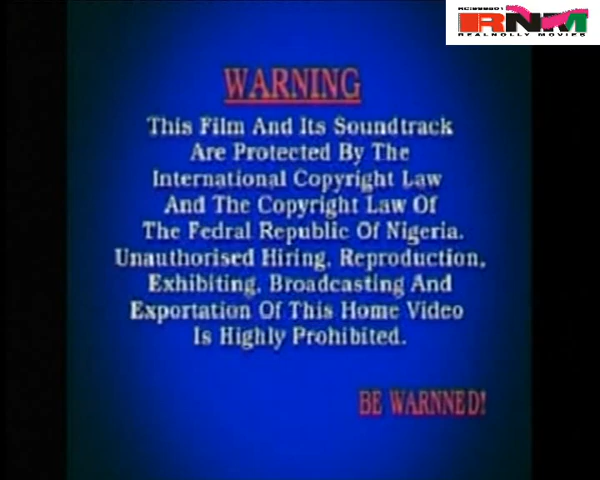 RNM
REALNOLLY MOVIES
WARNING
This Film And Its Soundtrack
Are Protected By The
International Copyright Law
And The Copyright Law Of
The Fedral Republic Of Nigeria.
Unauthorised Hiring, Reproduction,
Exhibiting, Broadcasting And
Exportation Of This Home Video
Is Highly Prohibited.
BE WARNNED!